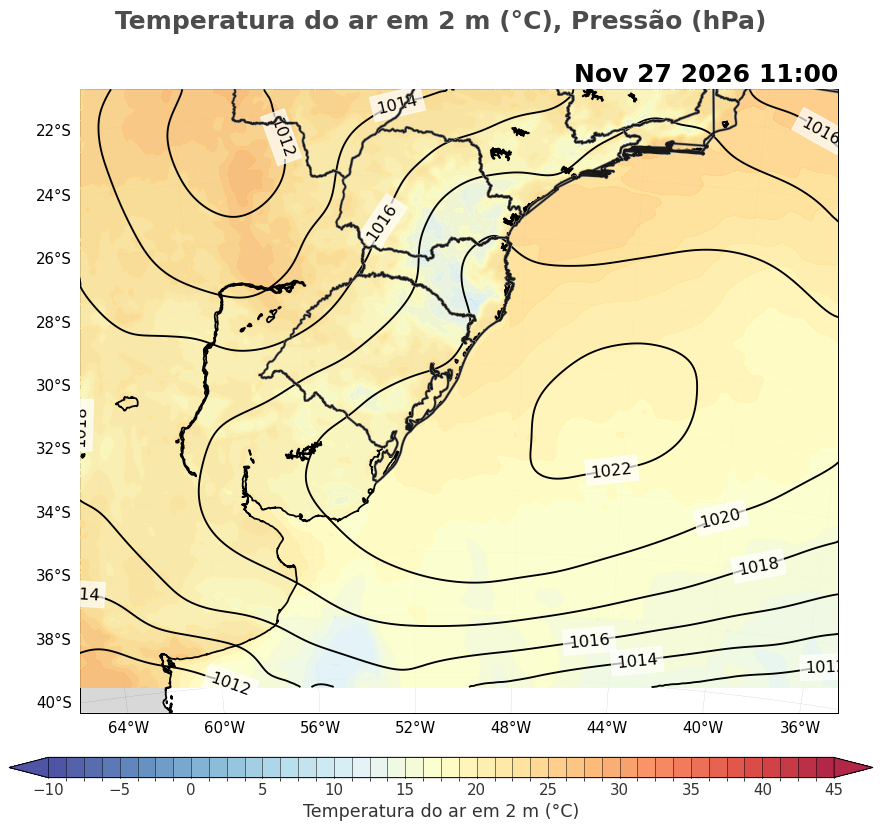 Temperatura do ar em 2 m (°C), Pressão (hPa)
Nov 27 2026 11:00
1014
1012
1016
22°S
24°S
1016
26°S
28°S
30°S
1018
32°S
1022
34°S
1020
36°S
1018
14
38°S
1016
1014
1012
40°S
64°W 60°W 56°W 52°W 48°W 44°W 40°W 36°W
−10 −5 0 5 10 15 20 25 30 35 40 45
Temperatura do ar em 2 m (°C)